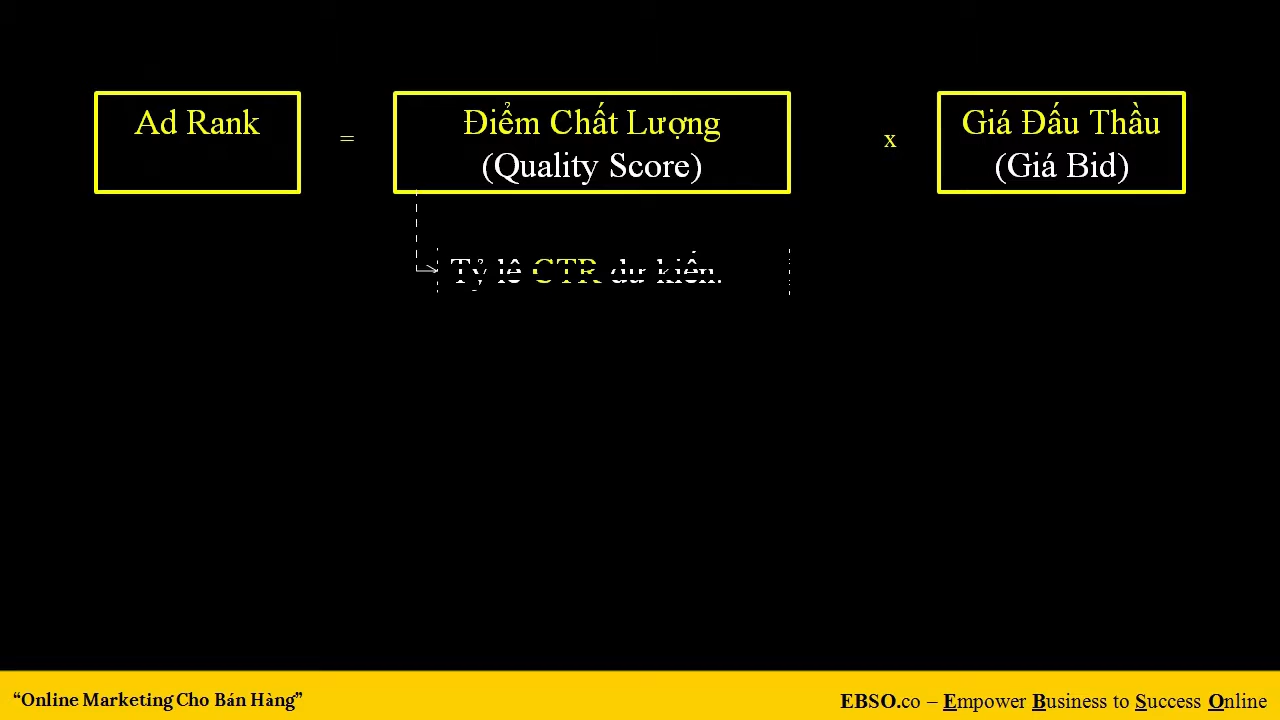 Ad Rank
=
Điểm Chất Lượng
(Quality Score)
x
Giá Đấu Thầu
(Giá Bid)
Tỷ lệ CTR dự kiến.
“Online Marketing Cho Bán Hàng”
EBSO.co – Empower Business to Success Online